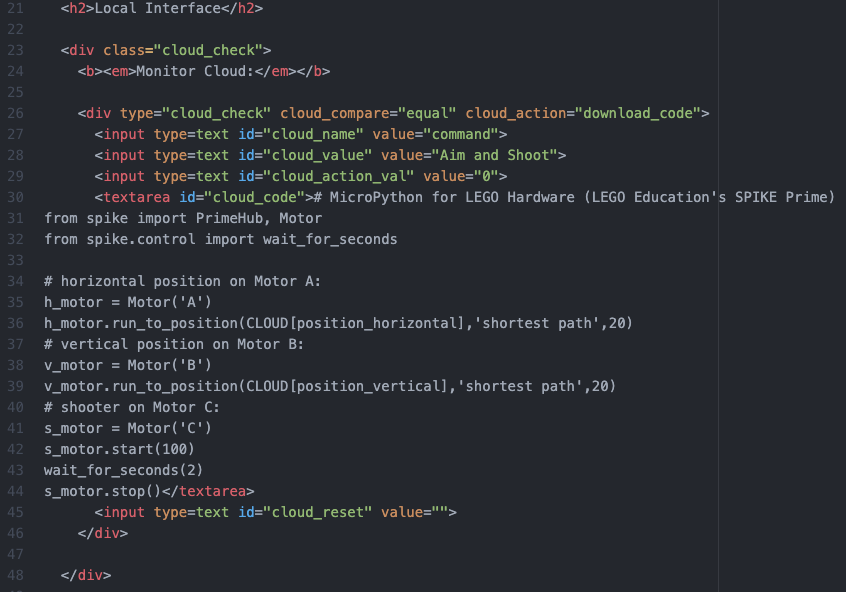 21 <h2>Local Interface</h2>
22
23 <div class="cloud_check">
24 <b><em>Monitor Cloud:</em></b>
25
26 <div type="cloud_check" cloud_compare="equal" cloud_action="download_code">
27 <input type=text id="cloud_name" value="command">
28 <input type=text id="cloud_value" value="Aim and Shoot">
29 <input type=text id="cloud_action_val" value="0">
30 <textarea id="cloud_code"># MicroPython for LEGO Hardware (LEGO Education's SPIKE Prime)
31 from spike import PrimeHub, Motor
32 from spike.control import wait_for_seconds
33
34 # horizontal position on Motor A:
35 h_motor = Motor('A')
36 h_motor.run_to_position(CLOUD[position_horizontal],'shortest path',20)
37 # vertical position on Motor B:
38 v_motor = Motor('B')
39 v_motor.run_to_position(CLOUD[position_vertical],'shortest path',20)
40 # shooter on Motor C:
41 s_motor = Motor('C')
42 s_motor.start(100)
43 wait_for_seconds(2)
44 s_motor.stop()</textarea>
45 <input type=text id="cloud_reset" value="">
46 </div>
47
48 </div>